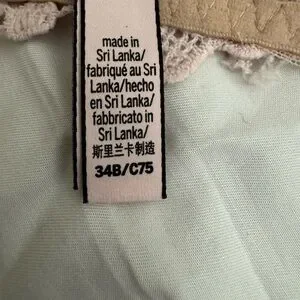 made in
Sri Lanka/
fabriqué au Sri
Lanka/hecho
en Sri Lanka/
fabbricato in
Sri Lanka/
斯里兰卡制造
34B/C75